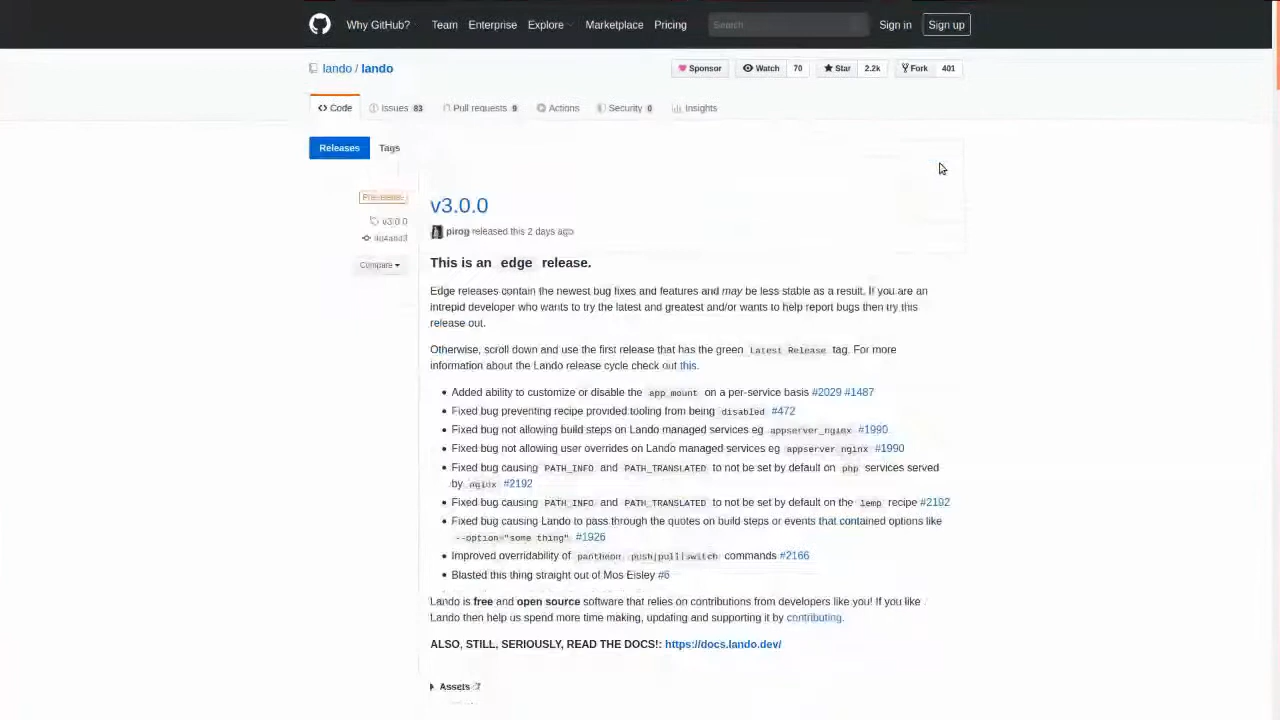 Why GitHub? Team Enterprise Explore Marketplace Pricing Search Sign in Sign up
lando / lando Sponsor Watch 70 Star 2.2k Fork 401
Code Issues 83 Pull requests 9 Actions Security 0 Insights
Releases Tags
Pre-release
v3.0.0
v3.0.0
pirog released this 2 days ago
Compare
This is an edge release.
Edge releases contain the newest bug fixes and features and may be less stable as a result. If you are an
intrepid developer who wants to try the latest and greatest and/or wants to help report bugs then try this
release out.
Otherwise, scroll down and use the first release that has the green Latest Release tag. For more
information about the Lando release cycle check out this.
Added ability to customize or disable the app_mount on a per-service basis #2029 #1487
Fixed bug preventing recipe provided tooling from being disabled #472
Fixed bug not allowing build steps on Lando managed services eg appserver_nginx #1990
Fixed bug not allowing user overrides on Lando managed services eg appserver_nginx #1990
Fixed bug causing PATH_INFO and PATH_TRANSLATED to not be set by default on php services served
by nginx #2192
Fixed bug causing PATH_INFO and PATH_TRANSLATED to not be set by default on the lemp recipe #2192
Fixed bug causing Lando to pass through the quotes on build steps or events that contained options like
--option="some thing" #1926
Improved overridability of pantheon push|pull|switch commands #2166
Blasted this thing straight out of Mos Eisley #6
Lando is free and open source software that relies on contributions from developers like you! If you like
Lando then help us spend more time making, updating and supporting it by contributing.
ALSO, STILL, SERIOUSLY, READ THE DOCS!: https://docs.lando.dev/
Assets 7